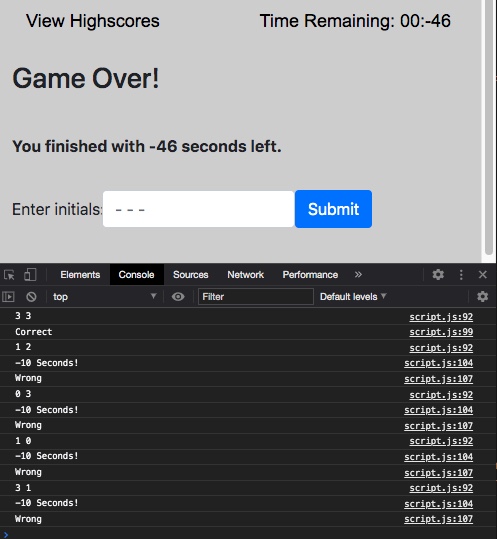 View Highscores Time Remaining: 00:-46
Game Over!
You finished with -46 seconds left.
Enter initials: - - - Submit
Elements Console Sources Network Performance »
top Filter Default levels
3 3 script.js:92
Correct script.js:99
1 2 script.js:92
-10 Seconds! script.js:104
Wrong script.js:107
0 3 script.js:92
-10 Seconds! script.js:104
Wrong script.js:107
1 0 script.js:92
-10 Seconds! script.js:104
Wrong script.js:107
3 1 script.js:92
-10 Seconds! script.js:104
Wrong script.js:107